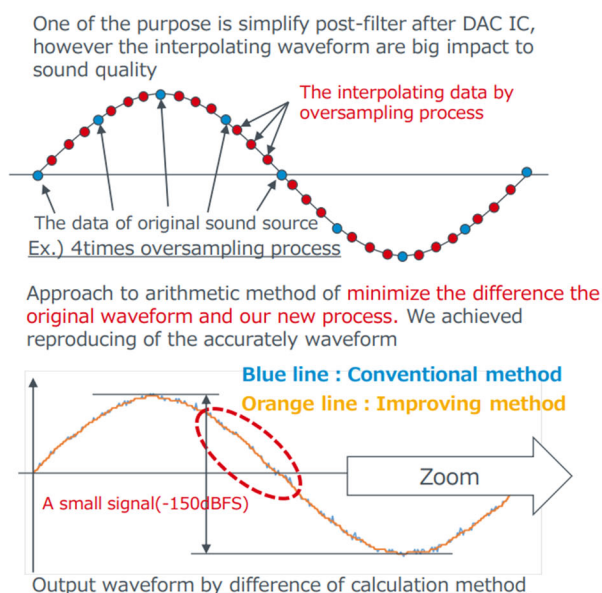 One of the purpose is simplify post-filter after DAC IC,
however the interpolating waveform are big impact to
sound quality
The interpolating data by
oversampling process
The data of original sound source
Ex.) 4times oversampling process
Approach to arithmetic method of minimize the difference the
original waveform and our new process. We achieved
reproducing of the accurately waveform
Blue line : Conventional method
Orange line : Improving method
Zoom
A small signal(-150dBFS)
Output waveform by difference of calculation method